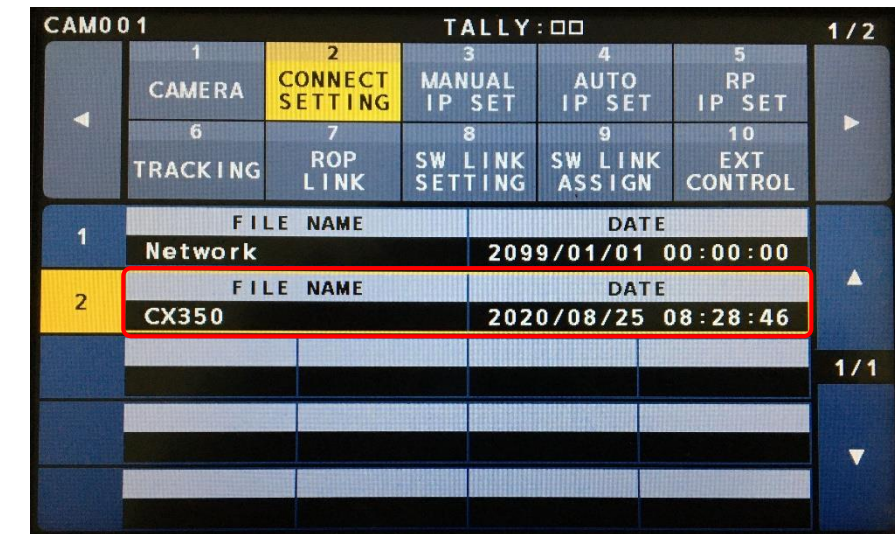 CAM001 TALLY:□□ 1/2
1 2 3 4 5
CAMERA CONNECT SETTING MANUAL IP SET AUTO IP SET RP IP SET
6 7 8 9 10
TRACKING ROP LINK SW LINK SETTING SW LINK ASSIGN EXT CONTROL
◀ ▶
1 FILE NAME DATE
Network 2099/01/01 00:00:00
2 FILE NAME DATE
CX350 2020/08/25 08:28:46
▲
1/1
▼